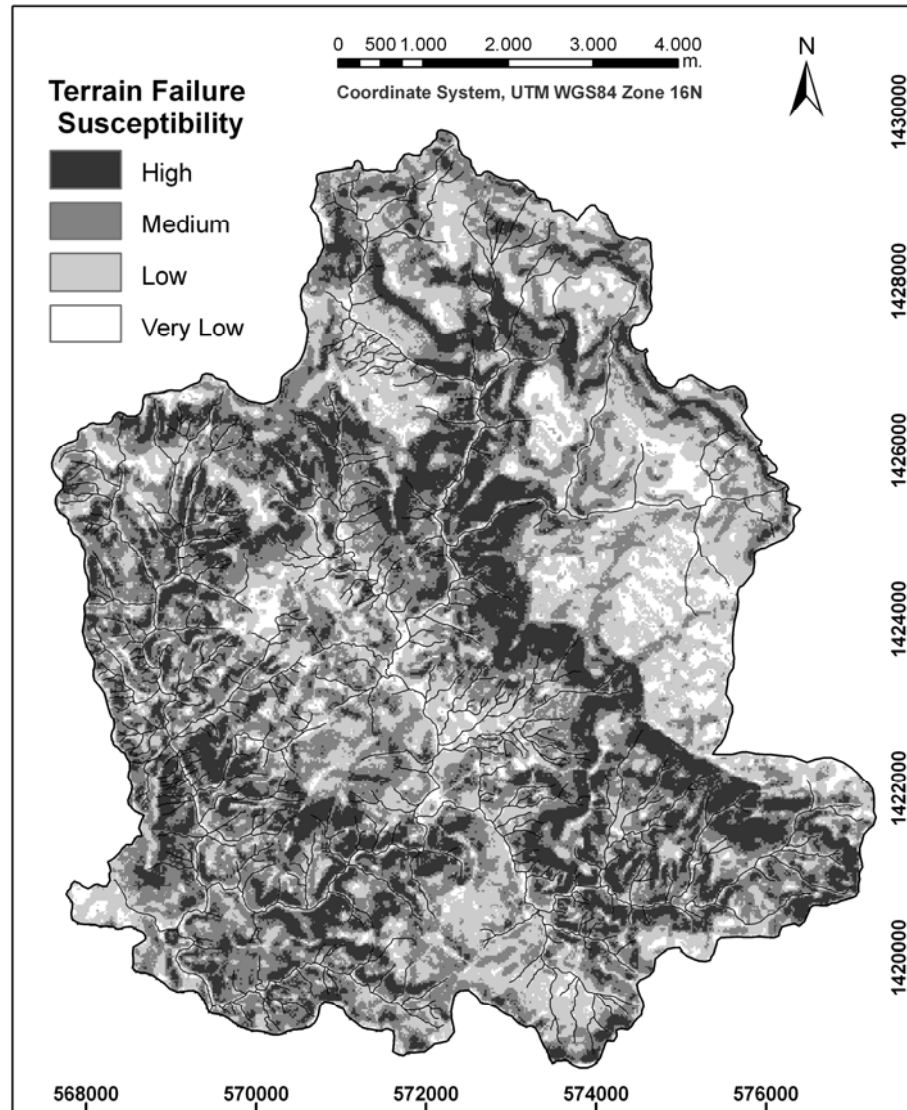 0 500 1.000 2.000 3.000 4.000
m.
Coordinate System, UTM WGS84 Zone 16N
N
Terrain Failure
Susceptibility
High
Medium
Low
Very Low
1430000
1428000
1426000
1424000
1422000
1420000
568000 570000 572000 574000 576000